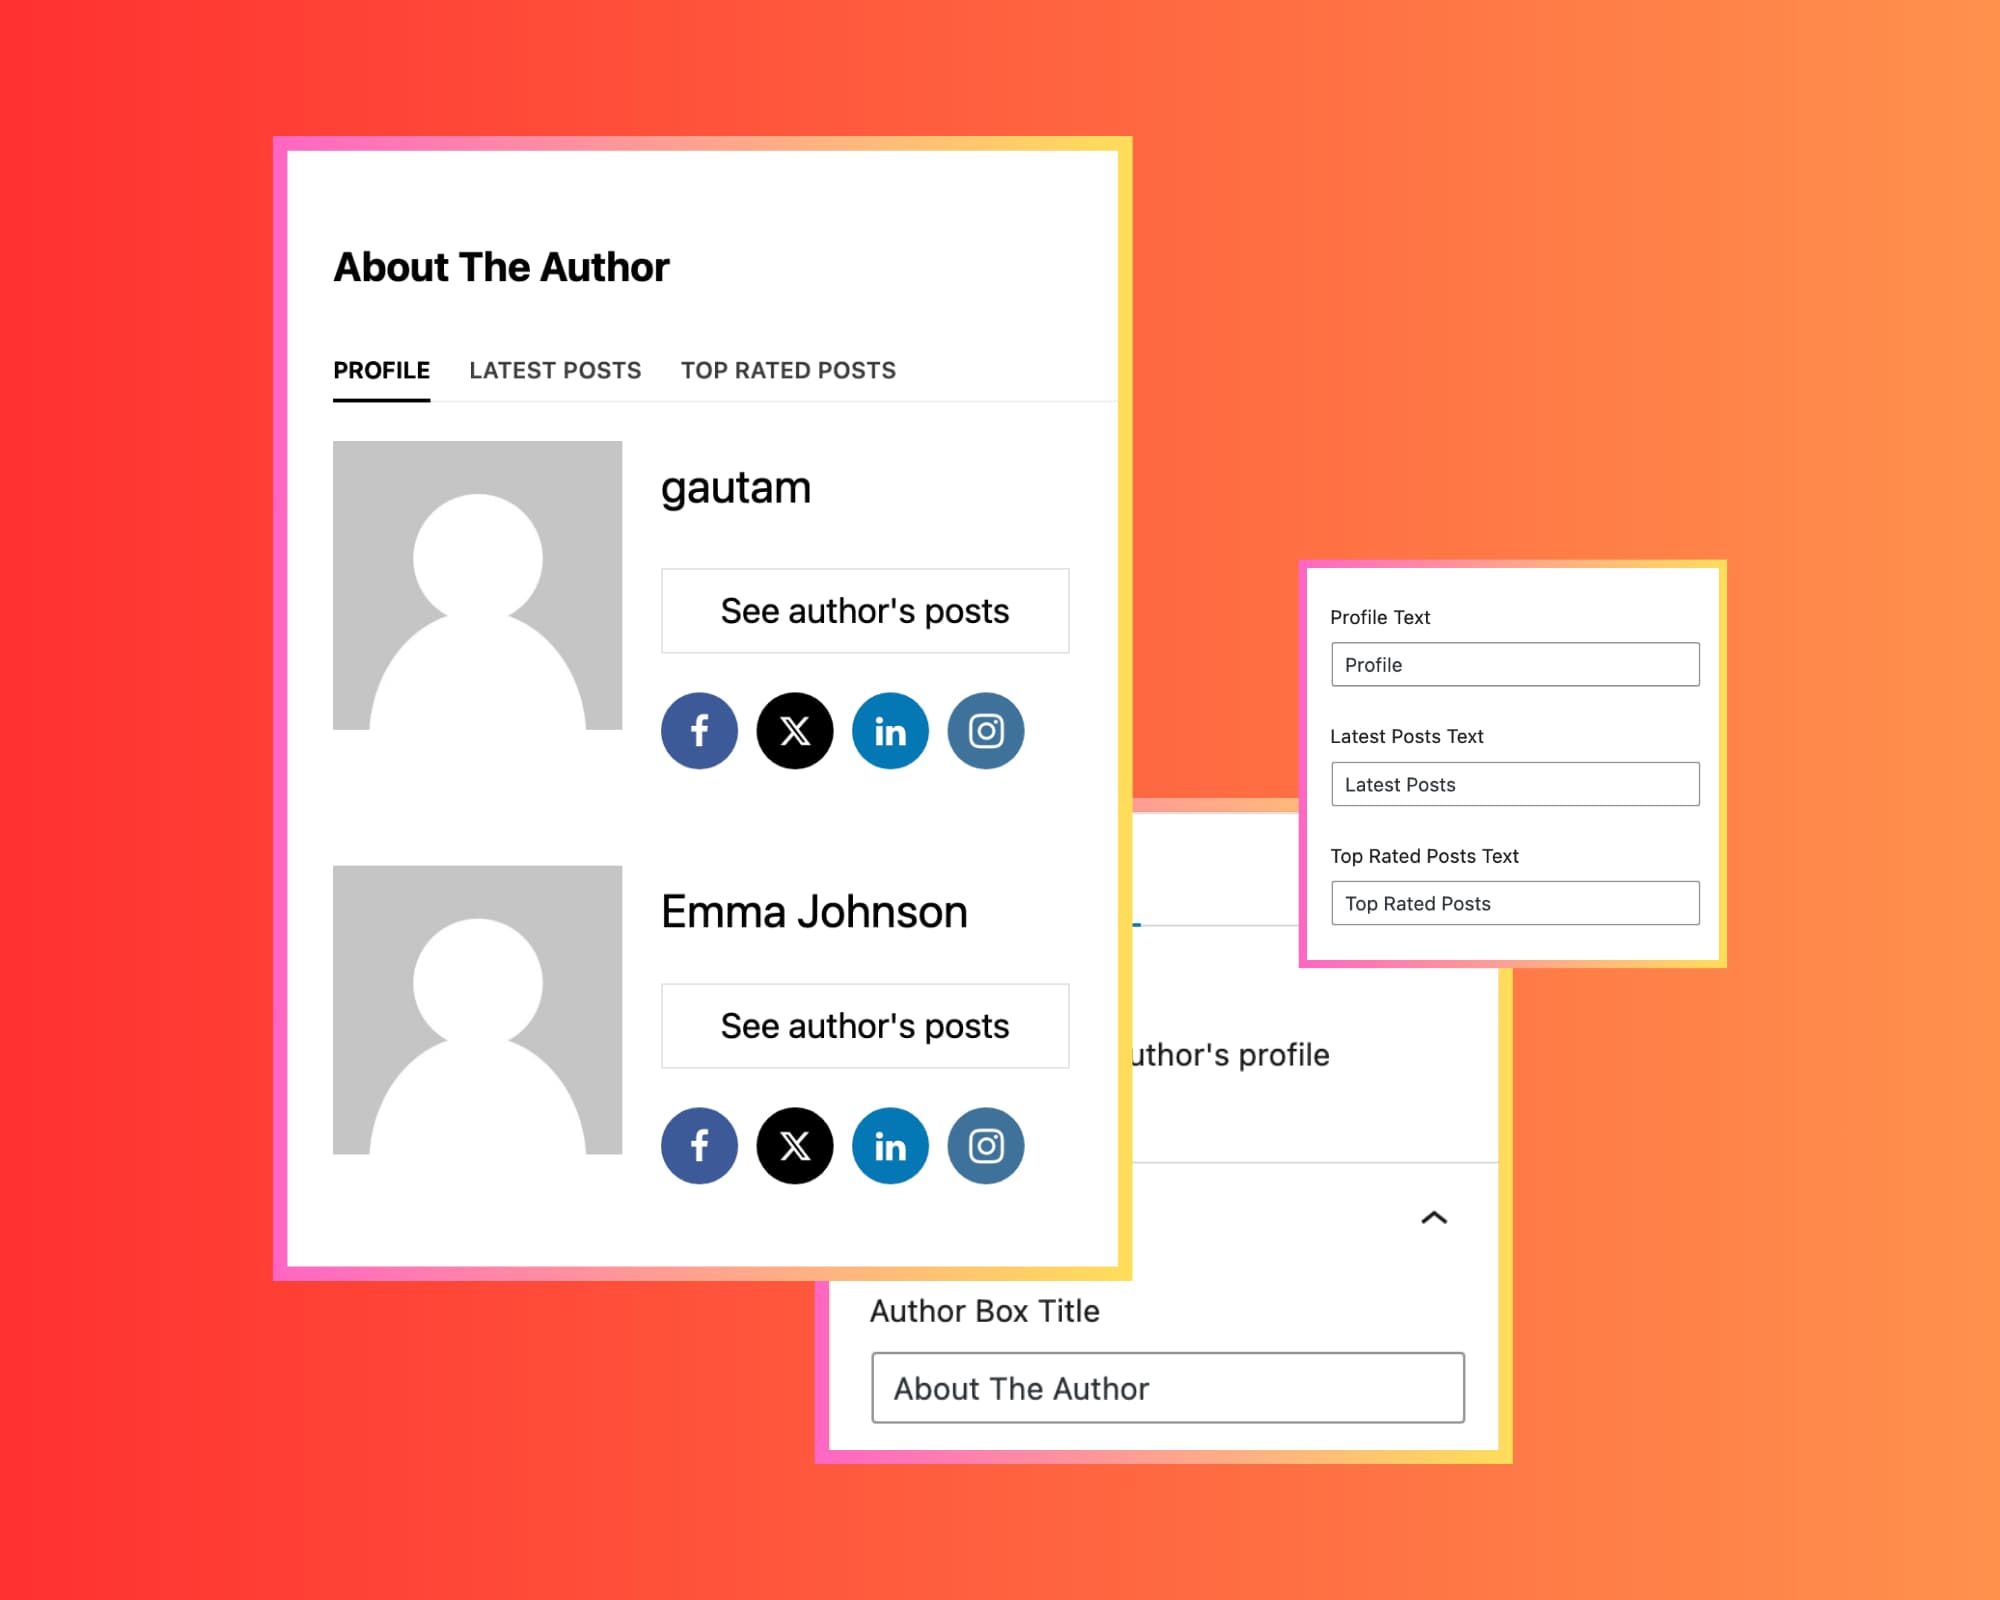 About The Author
PROFILE LATEST POSTS TOP RATED POSTS
gautam
See author's posts
Emma Johnson
See author's posts
Profile Text
Profile
Latest Posts Text
Latest Posts
Top Rated Posts Text
Top Rated Posts
uthor's profile
Author Box Title
About The Author